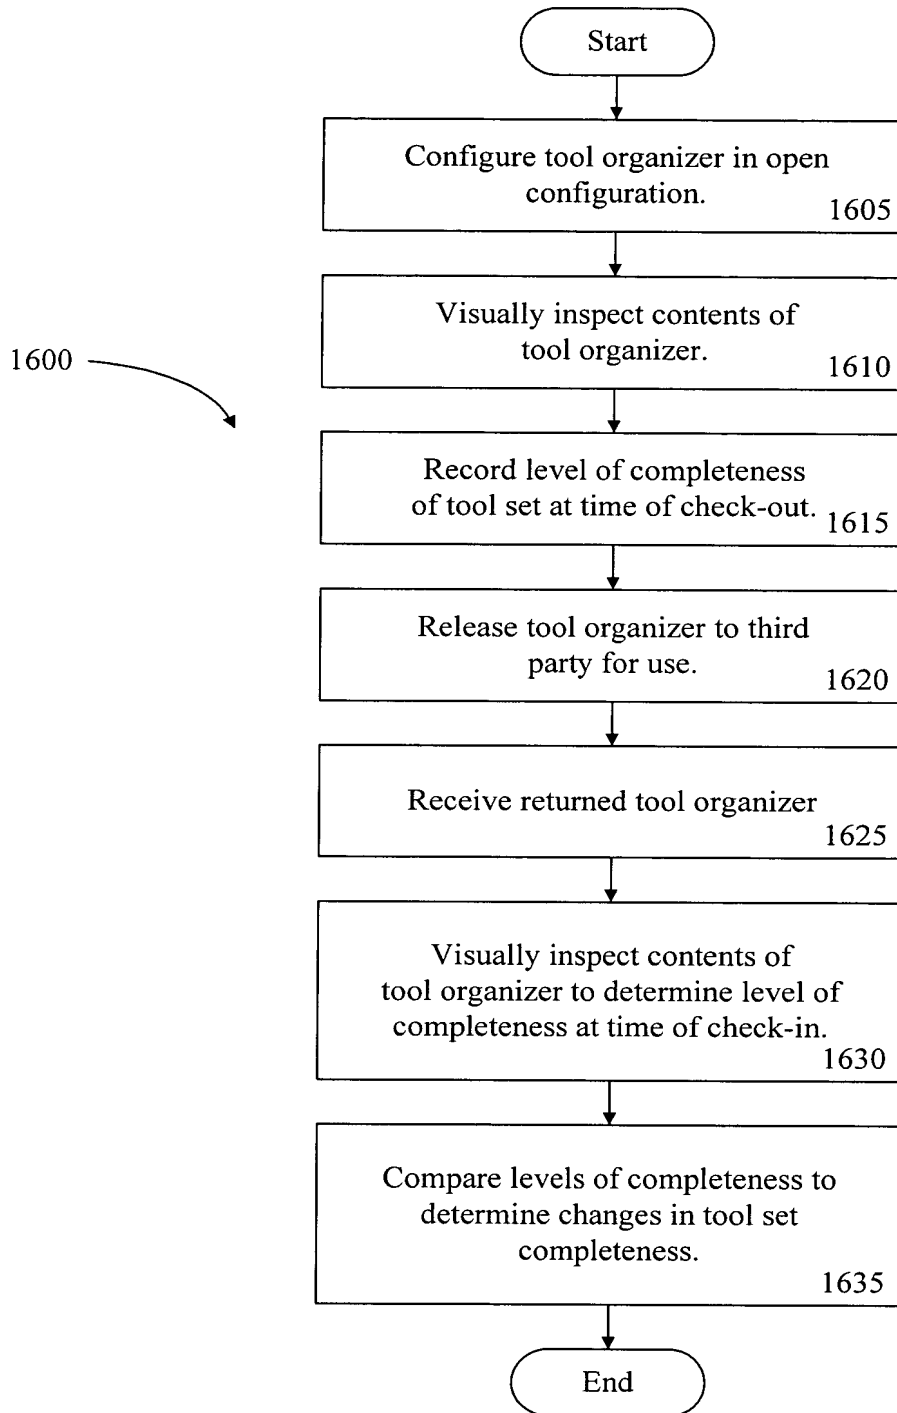 Start
Configure tool organizer in open
configuration.
1605
Visually inspect contents of
tool organizer.
1610
1600
Record level of completeness
of tool set at time of check-out.
1615
Release tool organizer to third
party for use.
1620
Receive returned tool organizer
1625
Visually inspect contents of
tool organizer to determine level of
completeness at time of check-in.
1630
Compare levels of completeness to
determine changes in tool set
completeness.
1635
End